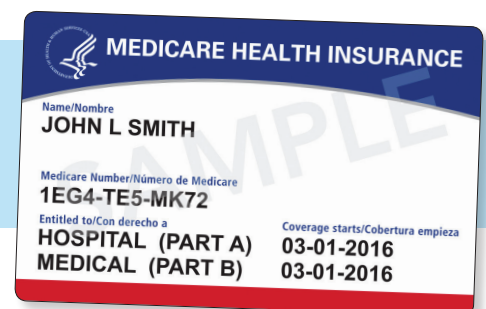 MEDICARE HEALTH INSURANCE
Name/Nombre
JOHN L SMITH
Medicare Number/Número de Medicare
1EG4-TE5-MK72
Entitled to/Con derecho a
HOSPITAL (PART A)
MEDICAL (PART B)
Coverage starts/Cobertura empieza
03-01-2016
03-01-2016
SAMPLE